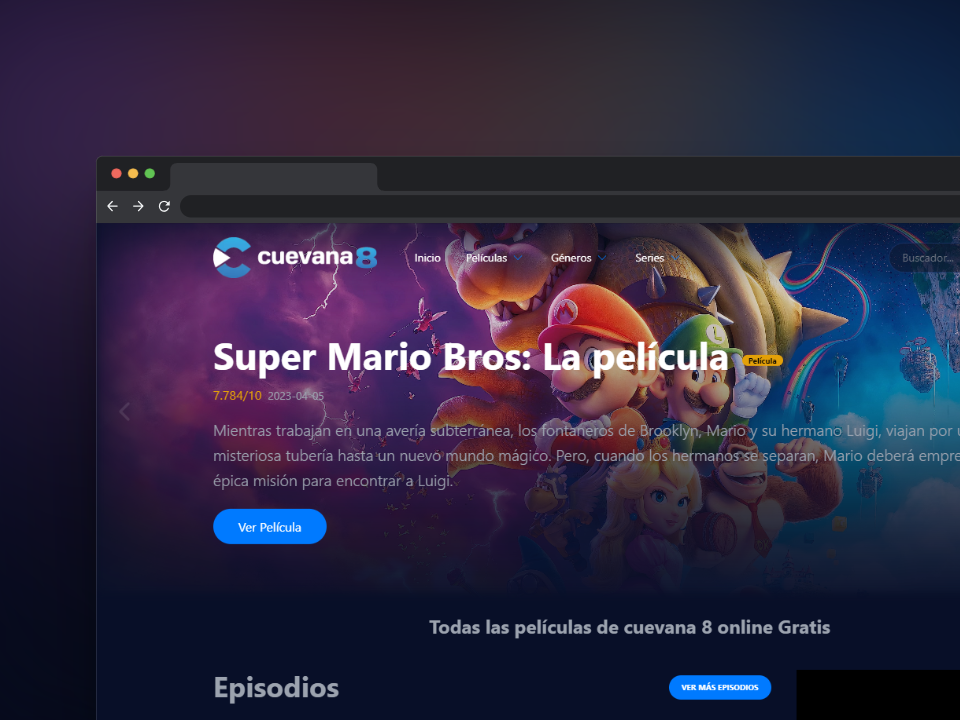 cuevana 8
Inicio Películas Géneros Series Buscador...
Super Mario Bros: La película Película
7.784/10 2023-04-05
Mientras trabajan en una avería subterránea, los fontaneros de Brooklyn, Mario y su hermano Luigi, viajan por
misteriosa tubería hasta un nuevo mundo mágico. Pero, cuando los hermanos se separan, Mario deberá empre
épica misión para encontrar a Luigi.
Ver Película
Todas las películas de cuevana 8 online Gratis
Episodios
VER MÁS EPISODIOS